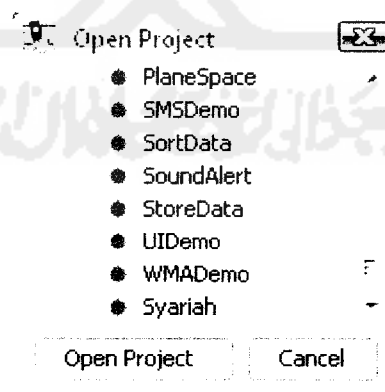 Open Project
PlaneSpace
SMSDemo
SortData
SoundAlert
StoreData
UIDemo
WMADemo
Syariah
Open Project
Cancel